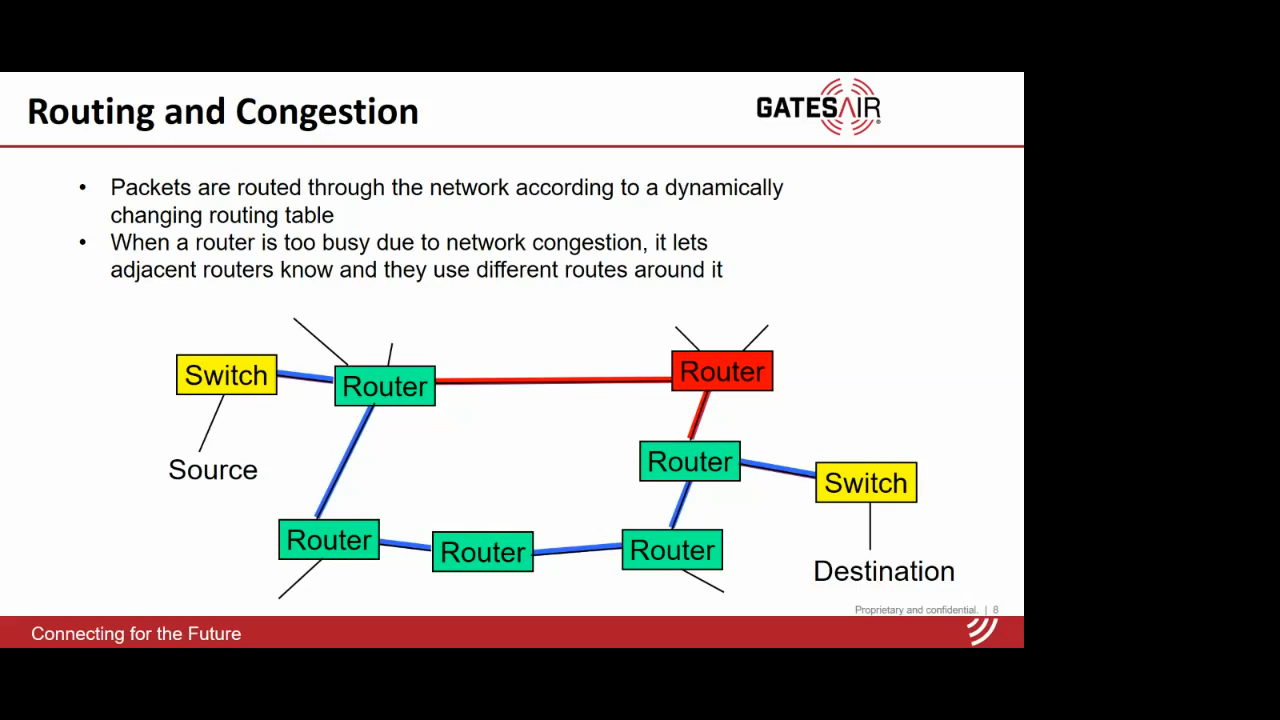 Routing and Congestion
GATESAIR
• Packets are routed through the network according to a dynamically
changing routing table
• When a router is too busy due to network congestion, it lets
adjacent routers know and they use different routes around it
Switch
Router
Router
Source
Router
Switch
Router
Router
Router
Destination
Proprietary and confidential. | 8
Connecting for the Future